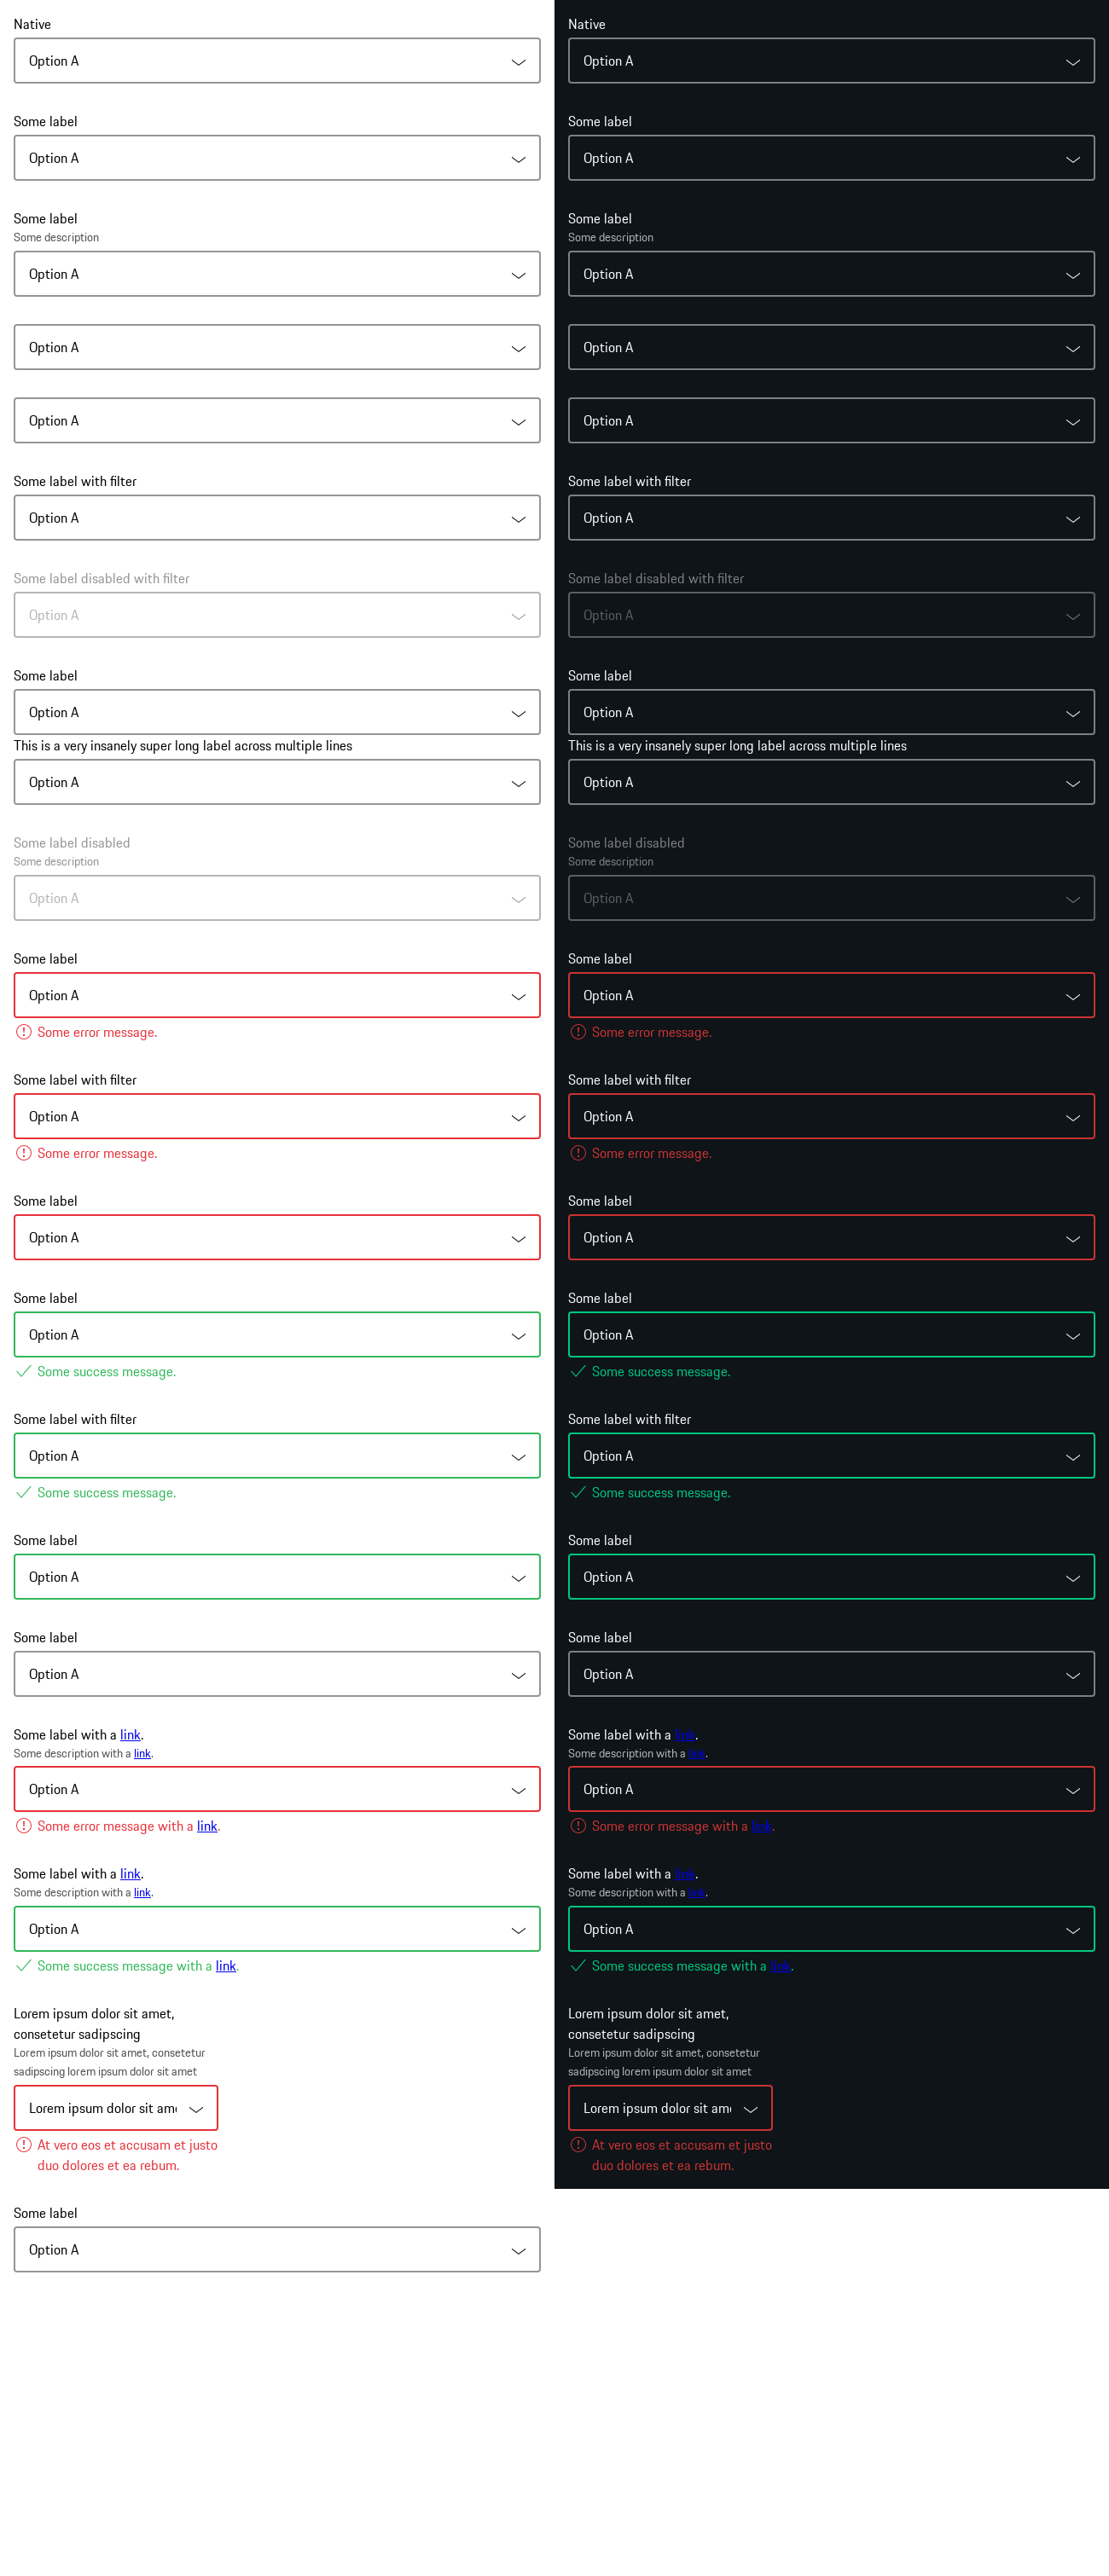 Native
Option A
Some label
Option A
Some label
Some description
Option A
Option A
Option A
Some label with filter
Option A
Some label disabled with filter
Option A
Some label
Option A
This is a very insanely super long label across multiple lines
Option A
Some label disabled
Some description
Option A
Some label
Option A
Some error message.
Some label with filter
Option A
Some error message.
Some label
Option A
Some label
Option A
Some success message.
Some label with filter
Option A
Some success message.
Some label
Option A
Some label
Option A
Some label with a link.
Some description with a link.
Option A
Some error message with a link.
Some label with a link.
Some description with a link.
Option A
Some success message with a link.
Lorem ipsum dolor sit amet,
consetetur sadipscing
Lorem ipsum dolor sit amet, consetetur
sadipscing lorem ipsum dolor sit amet
Lorem ipsum dolor sit am
At vero eos et accusam et justo
duo dolores et ea rebum.
Some label
Option A
Native
Option A
Some label
Option A
Some label
Some description
Option A
Option A
Option A
Some label with filter
Option A
Some label disabled with filter
Option A
Some label
Option A
This is a very insanely super long label across multiple lines
Option A
Some label disabled
Some description
Option A
Some label
Option A
Some error message.
Some label with filter
Option A
Some error message.
Some label
Option A
Some label
Option A
Some success message.
Some label with filter
Option A
Some success message.
Some label
Option A
Some label
Option A
Some label with a link.
Some description with a link.
Option A
Some error message with a link.
Some label with a link.
Some description with a link.
Option A
Some success message with a link.
Lorem ipsum dolor sit amet,
consetetur sadipscing
Lorem ipsum dolor sit amet, consetetur
sadipscing lorem ipsum dolor sit amet
Lorem ipsum dolor sit am
At vero eos et accusam et justo
duo dolores et ea rebum.